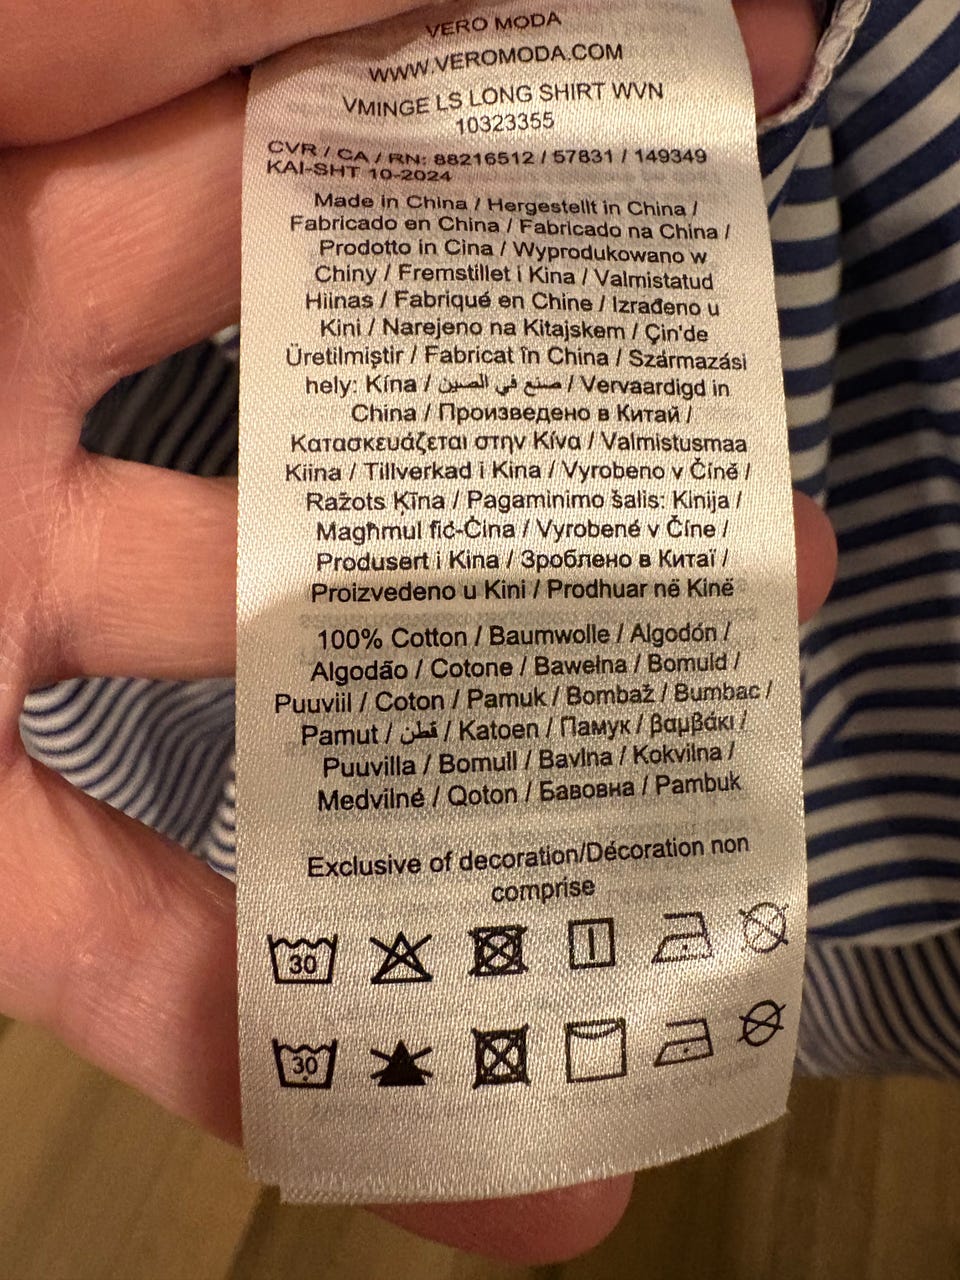 VERO MODA
WWW.VEROMODA.COM
VMINGE LS LONG SHIRT WVN
10323355
CVR / CA / RN: 88216512 / 57831 / 149349
KAI-SHT 10-2024
Made in China / Hergestellt in China /
Fabricado en China / Fabricado na China /
Prodotto in Cina / Wyprodukowano w
Chiny / Fremstillet i Kina / Valmistatud
Hiinas / Fabriqué en Chine / Izrađeno u
Kini / Narejeno na Kitajskem / Çin'de
Üretilmiştir / Fabricat în China / Származási
hely: Kína / صنع في الصين / Vervaardigd in
China / Произведено в Китай /
Κατασκευάζεται στην Κίνα / Valmistusmaa
Kiina / Tillverkad i Kina / Vyrobeno v Číně /
Ražots Ķīna / Pagaminimo šalis: Kinija /
Magħmul fiċ-Ċina / Vyrobené v Číne /
Produsert i Kina / Зроблено в Китаї /
Proizvedeno u Kini / Prodhuar në Kinë
100% Cotton / Baumwolle / Algodón /
Algodão / Cotone / Bawełna / Bomuld /
Puuviil / Coton / Pamuk / Bombaž / Bumbac /
Pamut / قطن / Katoen / Памук / βαμβάκι /
Puuvilla / Bomull / Bavlna / Kokvilna /
Medvilnė / Qoton / Бавовна / Pambuk
Exclusive of decoration/Décoration non
comprise
30
30